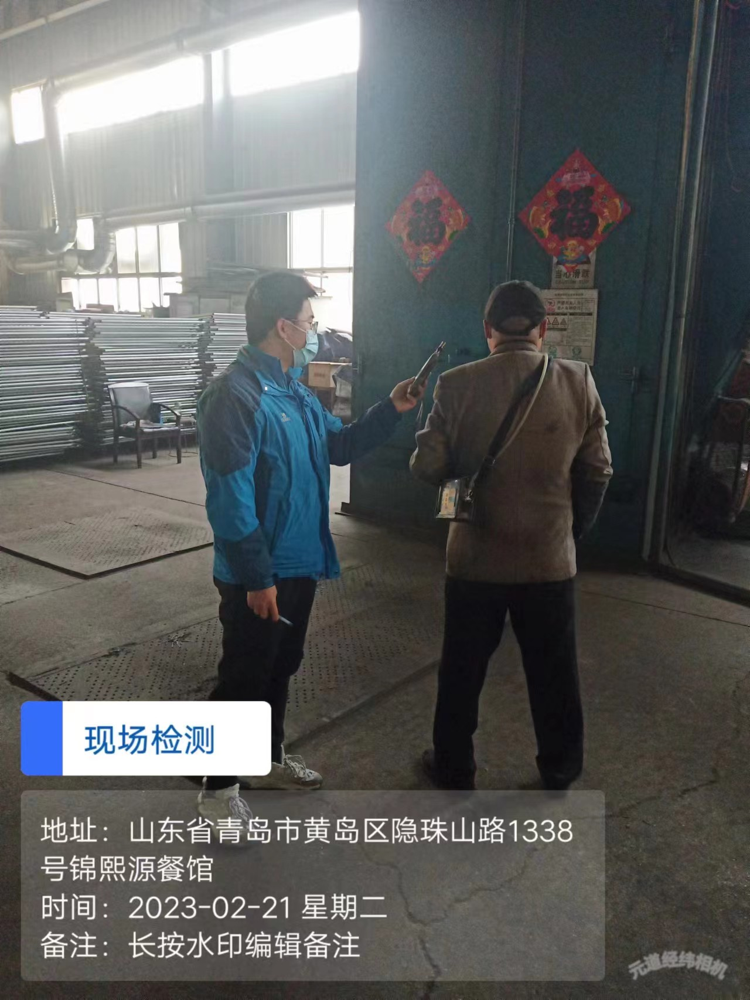 福
福
当心滑跌
现场检测
地址：山东省青岛市黄岛区隐珠山路1338
号锦熙源餐馆
时间：2023-02-21 星期二
备注：长按水印编辑备注
元道经纬相机